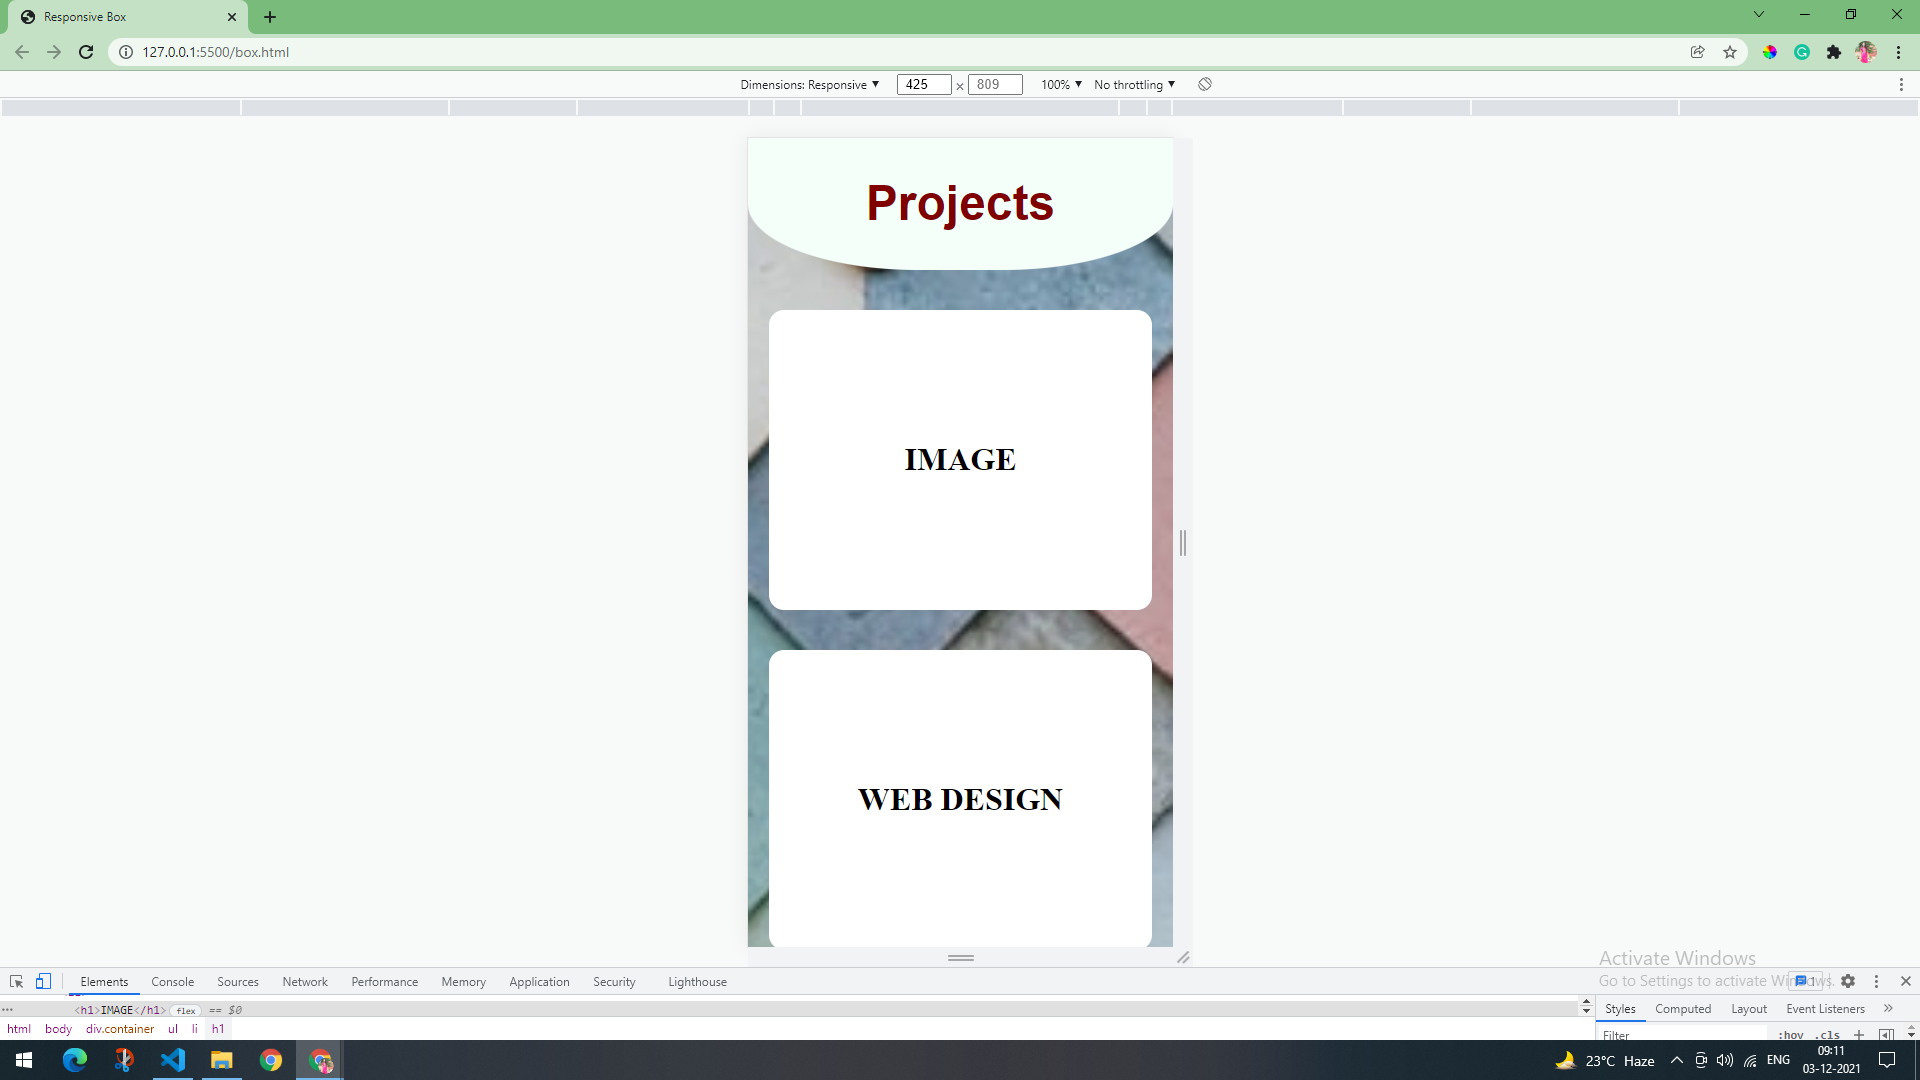 Responsive Box
127.0.0.1:5500/box.html
Dimensions: Responsive ▼ 425 × 809 100% ▼ No throttling ▼
Projects
IMAGE
WEB DESIGN
Activate Windows
Go to Settings to activate Windows.
Elements Console Sources Network Performance Memory Application Security Lighthouse 1
<h1>IMAGE</h1> flex == $0
Styles Computed Layout Event Listeners »
html body div.container ul li h1
Filter :hov .cls +
23°C Haze ENG 09:11
03-12-2021